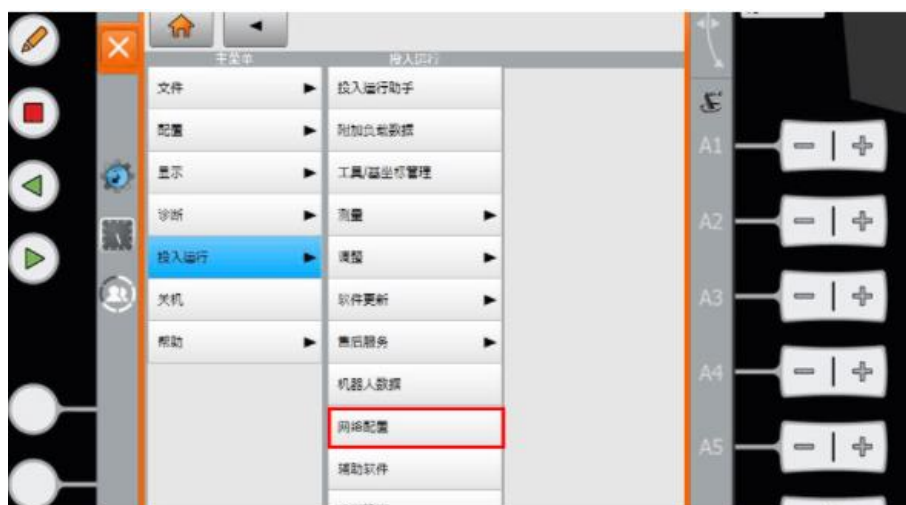 主菜单
投入运行
文件
配置
显示
诊断
投入运行
关机
帮助
投入运行助手
附加负载数据
工具/基坐标管理
测量
调整
软件更新
售后服务
机器人数据
网络配置
辅助软件
A1
A2
A3
A4
A5